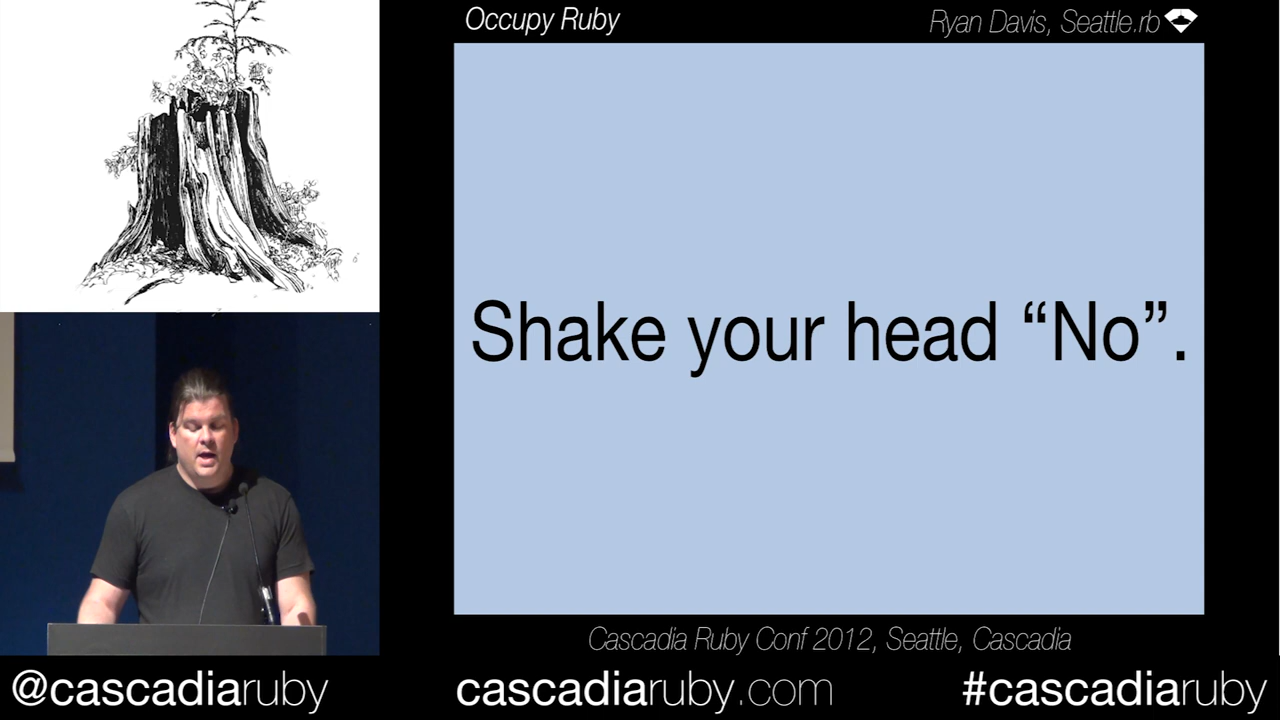 Occupy Ruby
Ryan Davis, Seattle.rb
Shake your head “No”.
Cascadia Ruby Conf 2012, Seattle, Cascadia
@cascadiaruby
cascadiaruby.com
#cascadiaruby